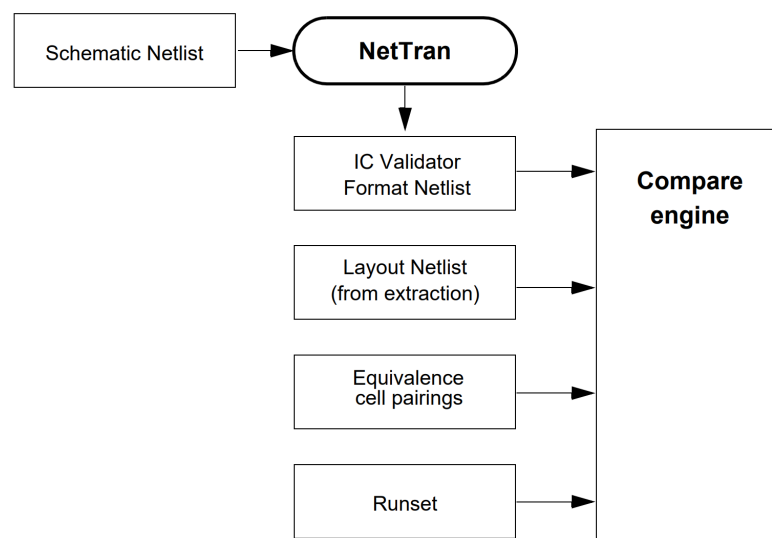 Schematic Netlist
NetTran
IC Validator
Format Netlist
Compare
engine
Layout Netlist
(from extraction)
Equivalence
cell pairings
Runset